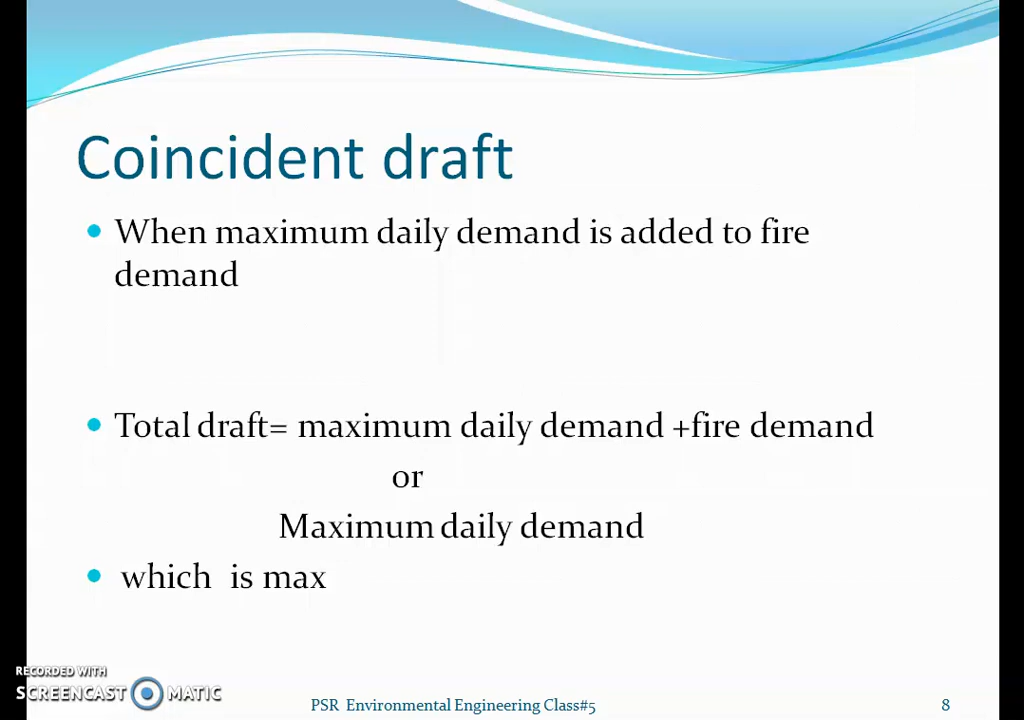 Coincident draft
When maximum daily demand is added to fire
demand
Total draft= maximum daily demand +fire demand
or
Maximum daily demand
which is max
RECORDED WITH
SCREENCAST MATIC
PSR Environmental Engineering Class#5
8